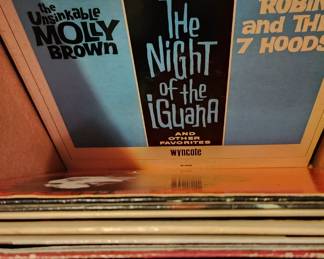 the
Unsinkable
MOLLY
BROWN
THE
NiGHT
of the
iGUANA
AND
OTHER
FAVORITES
ROBIN
and THE
7 HOODS
wyncote